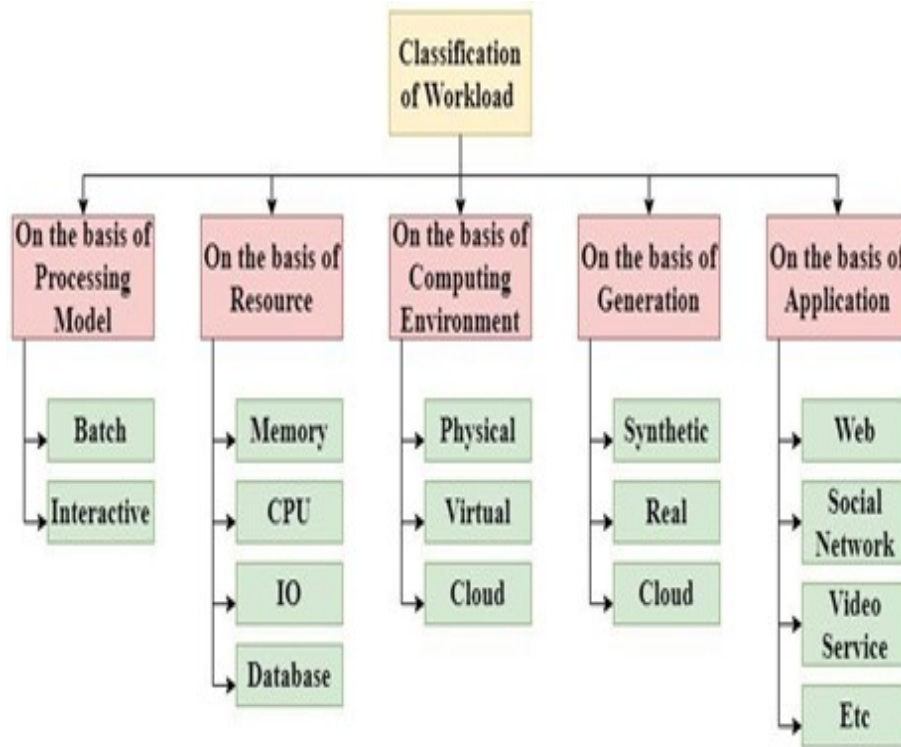 Classification
of Workload
On the basis of
Processing
Model
On the basis of
Resource
On the basis of
Computing
Environment
On the basis of
Generation
On the basis of
Application
Batch
Interactive
Memory
CPU
IO
Database
Physical
Virtual
Cloud
Synthetic
Real
Cloud
Web
Social
Network
Video
Service
Etc